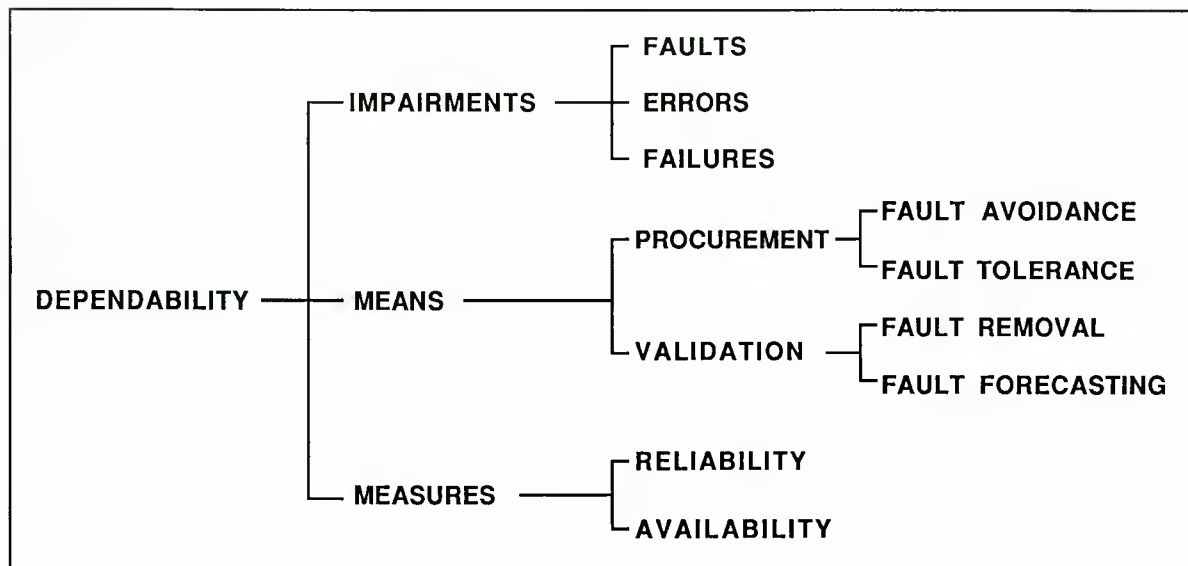 FAULTS
IMPAIRMENTS
ERRORS
FAILURES
FAULT AVOIDANCE
PROCUREMENT
FAULT TOLERANCE
DEPENDABILITY
MEANS
FAULT REMOVAL
VALIDATION
FAULT FORECASTING
RELIABILITY
MEASURES
AVAILABILITY